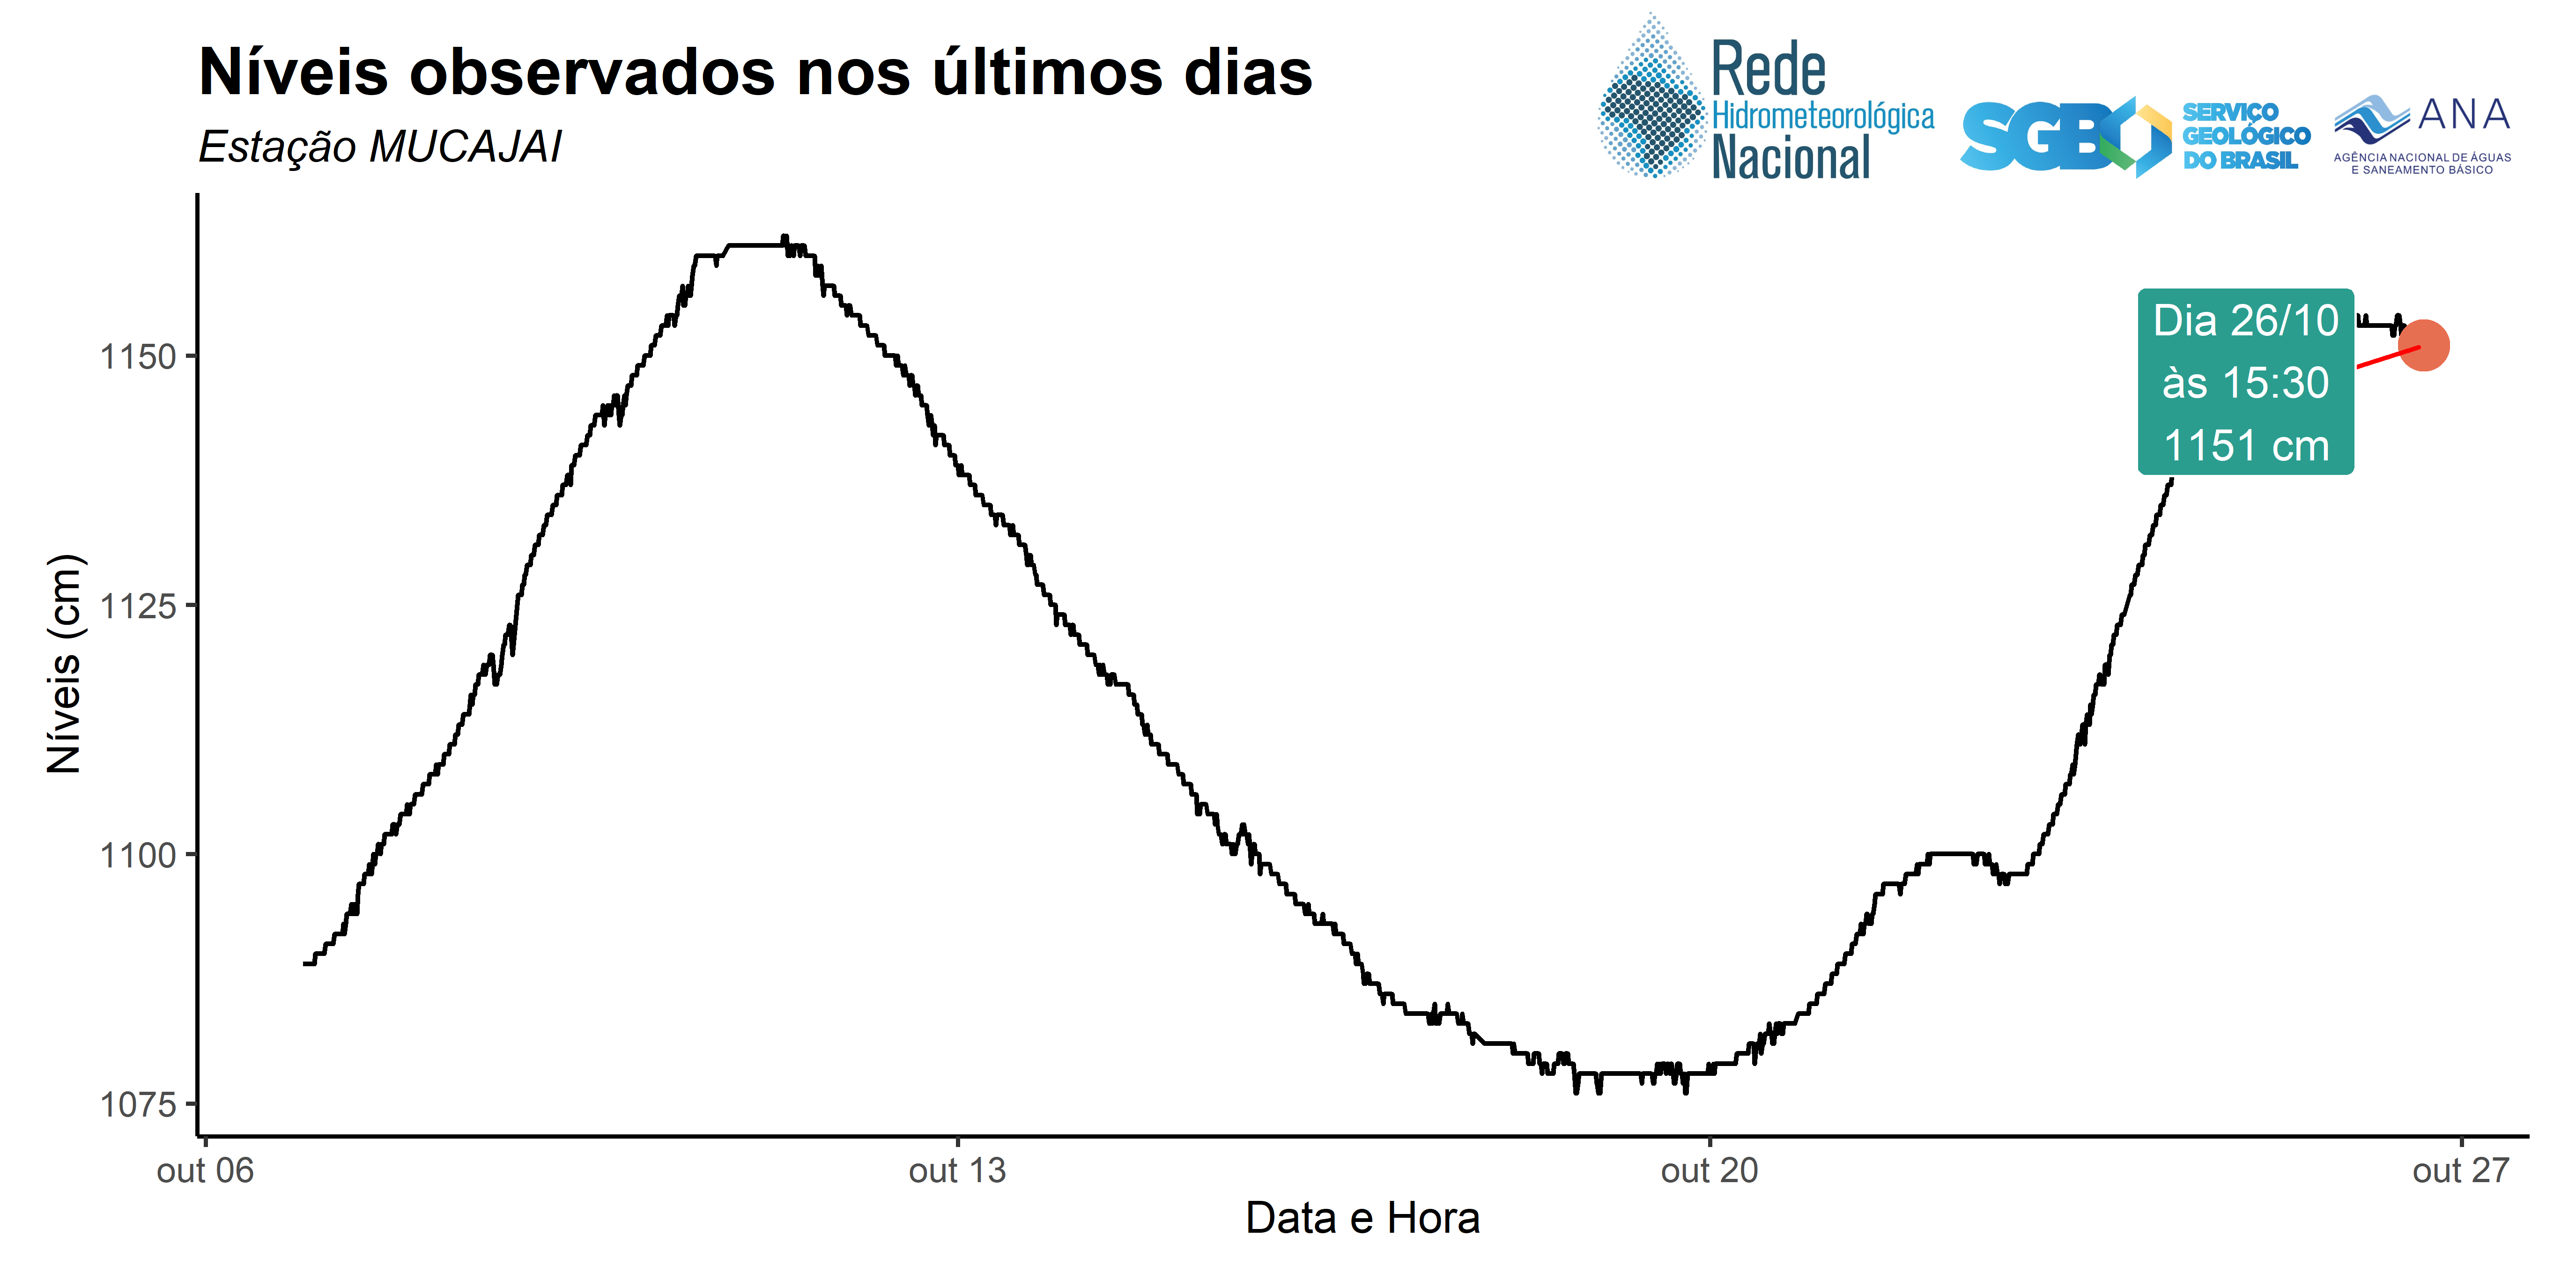 Níveis observados nos últimos dias
Estação MUCAJAI
Rede
Hidrometeorológica
Nacional
SGB
SERVIÇO
GEOLÓGICO
DO BRASIL
ANA
AGÊNCIA NACIONAL DE ÁGUAS
E SANEAMENTO BÁSICO
Níveis (cm)
1150
1125
1100
1075
Dia 26/10
às 15:30
1151 cm
out 06
out 13
out 20
out 27
Data e Hora